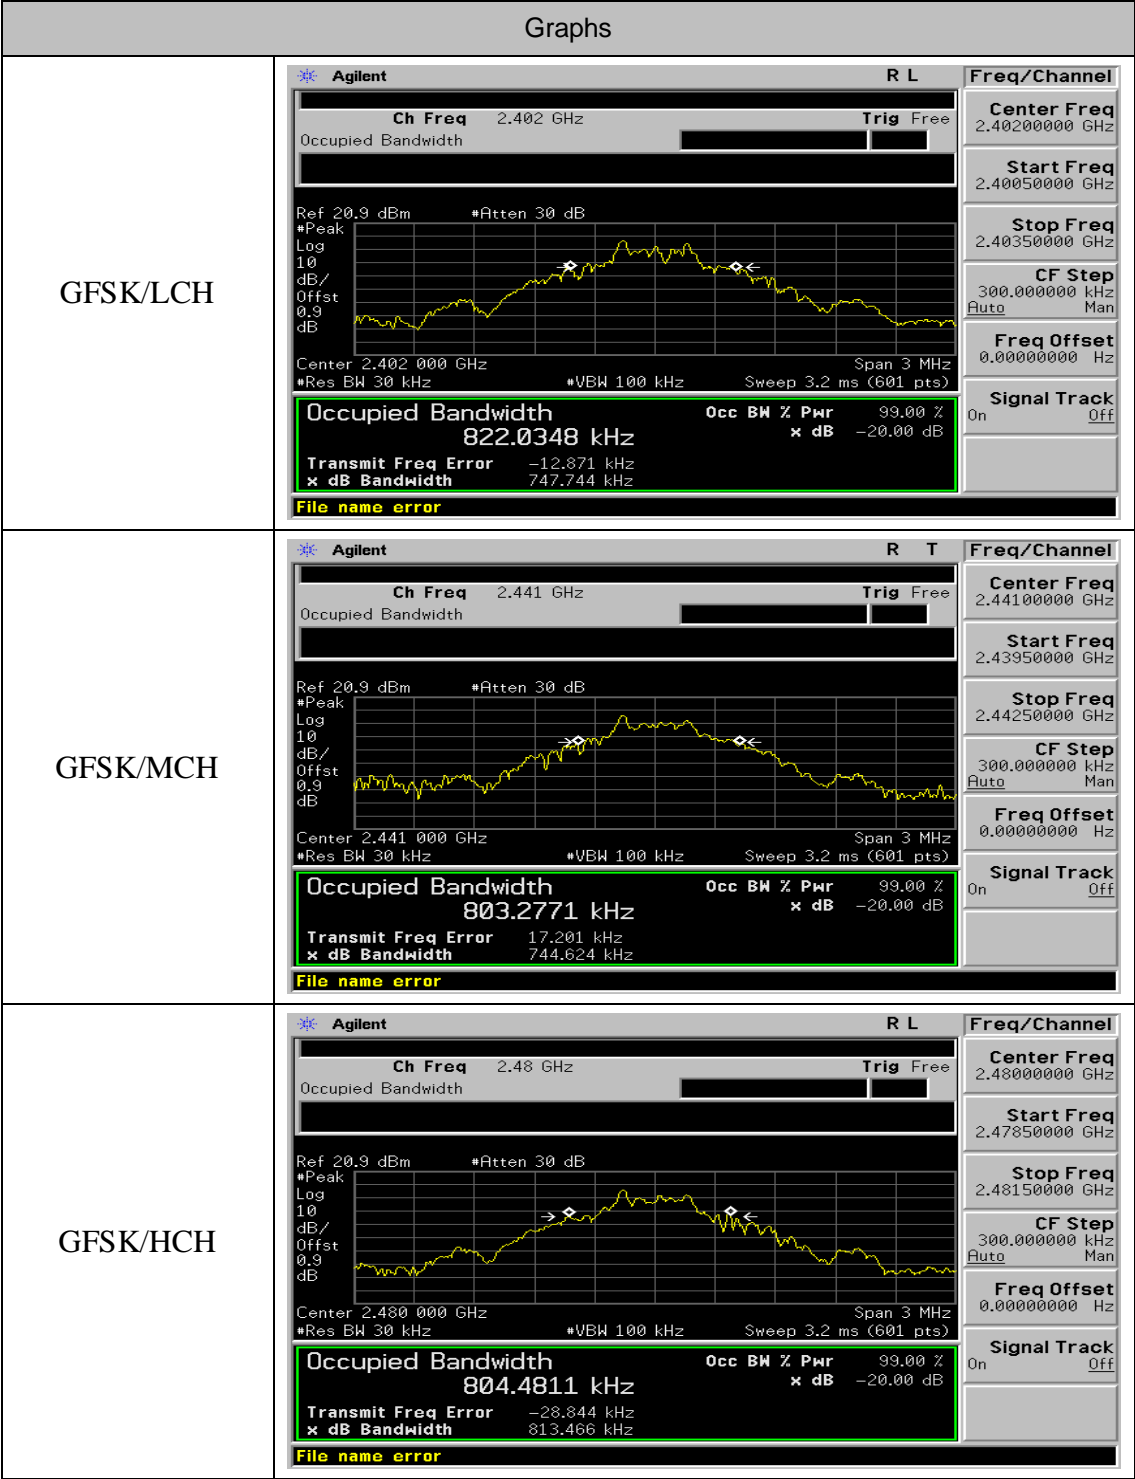 Graphs
GFSK/LCH
Agilent R L Freq/Channel
Ch Freq 2.402 GHz Trig Free
Occupied Bandwidth
Center Freq
2.40200000 GHz
Start Freq
2.40050000 GHz
Stop Freq
2.40350000 GHz
CF Step
300.000000 kHz
Auto Man
Freq Offset
0.00000000 Hz
Signal Track
On Off
Ref 20.9 dBm #Atten 30 dB
#Peak
Log
10
dB/
Offst
0.9
dB
Center 2.402 000 GHz Span 3 MHz
#Res BW 30 kHz #VBW 100 kHz Sweep 3.2 ms (601 pts)
Occupied Bandwidth Occ BW % Pwr 99.00 %
822.0348 kHz x dB -20.00 dB
Transmit Freq Error -12.871 kHz
x dB Bandwidth 747.744 kHz
File name error
GFSK/MCH
Agilent R T Freq/Channel
Ch Freq 2.441 GHz Trig Free
Occupied Bandwidth
Center Freq
2.44100000 GHz
Start Freq
2.43950000 GHz
Stop Freq
2.44250000 GHz
CF Step
300.000000 kHz
Auto Man
Freq Offset
0.00000000 Hz
Signal Track
On Off
Ref 20.9 dBm #Atten 30 dB
#Peak
Log
10
dB/
Offst
0.9
dB
Center 2.441 000 GHz Span 3 MHz
#Res BW 30 kHz #VBW 100 kHz Sweep 3.2 ms (601 pts)
Occupied Bandwidth Occ BW % Pwr 99.00 %
803.2771 kHz x dB -20.00 dB
Transmit Freq Error 17.201 kHz
x dB Bandwidth 744.624 kHz
File name error
GFSK/HCH
Agilent R L Freq/Channel
Ch Freq 2.48 GHz Trig Free
Occupied Bandwidth
Center Freq
2.48000000 GHz
Start Freq
2.47850000 GHz
Stop Freq
2.48150000 GHz
CF Step
300.000000 kHz
Auto Man
Freq Offset
0.00000000 Hz
Signal Track
On Off
Ref 20.9 dBm #Atten 30 dB
#Peak
Log
10
dB/
Offst
0.9
dB
Center 2.480 000 GHz Span 3 MHz
#Res BW 30 kHz #VBW 100 kHz Sweep 3.2 ms (601 pts)
Occupied Bandwidth Occ BW % Pwr 99.00 %
804.4811 kHz x dB -20.00 dB
Transmit Freq Error -28.844 kHz
x dB Bandwidth 813.466 kHz
File name error